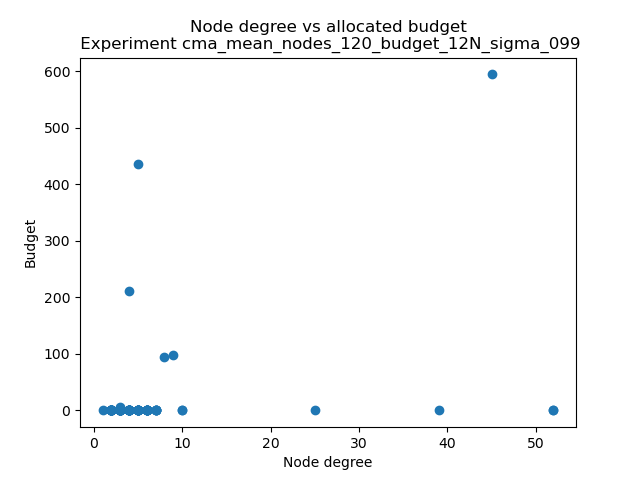 Node degree vs allocated budget
Experiment cma_mean_nodes_120_budget_12N_sigma_099
600
500
400
300
200
100
0
Budget
0 10 20 30 40 50
Node degree